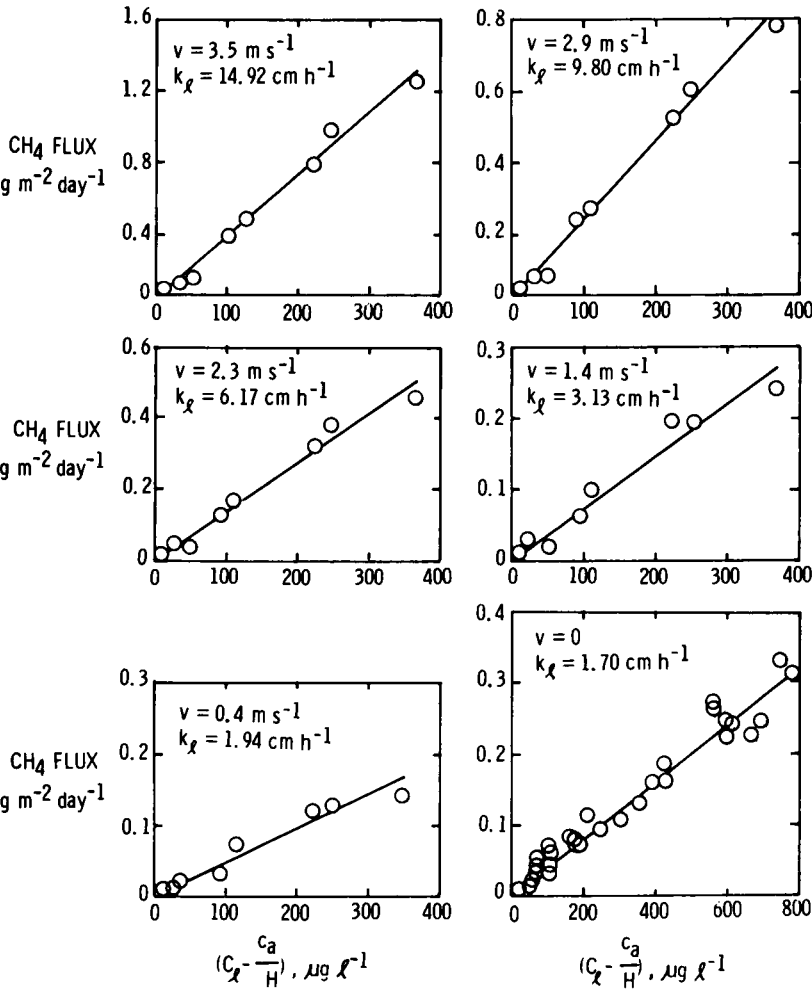 1.6
1.2
0.8
0.4
0
v = 3.5 m s⁻¹
kℓ = 14.92 cm h⁻¹
CH₄ FLUX
g m⁻² day⁻¹
0 100 200 300 400
0.8
0.6
0.4
0.2
0
v = 2.9 m s⁻¹
kℓ = 9.80 cm h⁻¹
0 100 200 300 400
0.6
0.4
0.2
0
v = 2.3 m s⁻¹
kℓ = 6.17 cm h⁻¹
CH₄ FLUX
g m⁻² day⁻¹
0 100 200 300 400
0.3
0.2
0.1
0
v = 1.4 m s⁻¹
kℓ = 3.13 cm h⁻¹
0 100 200 300 400
0.3
0.2
0.1
0
v = 0.4 m s⁻¹
kℓ = 1.94 cm h⁻¹
CH₄ FLUX
g m⁻² day⁻¹
0 100 200 300 400
(Cℓ - ca/H) , µg ℓ⁻¹
0.4
0.3
0.2
0.1
0
v = 0
kℓ = 1.70 cm h⁻¹
0 200 400 600 800
(Cℓ - ca/H) , µg ℓ⁻¹